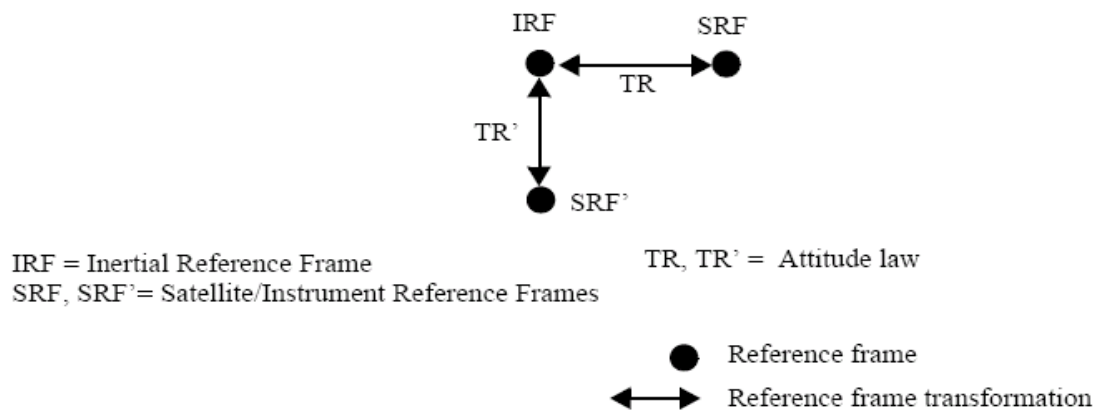 IRF
SRF
TR
TR’
SRF’
IRF = Inertial Reference Frame
TR, TR’ = Attitude law
SRF, SRF’= Satellite/Instrument Reference Frames
Reference frame
Reference frame transformation